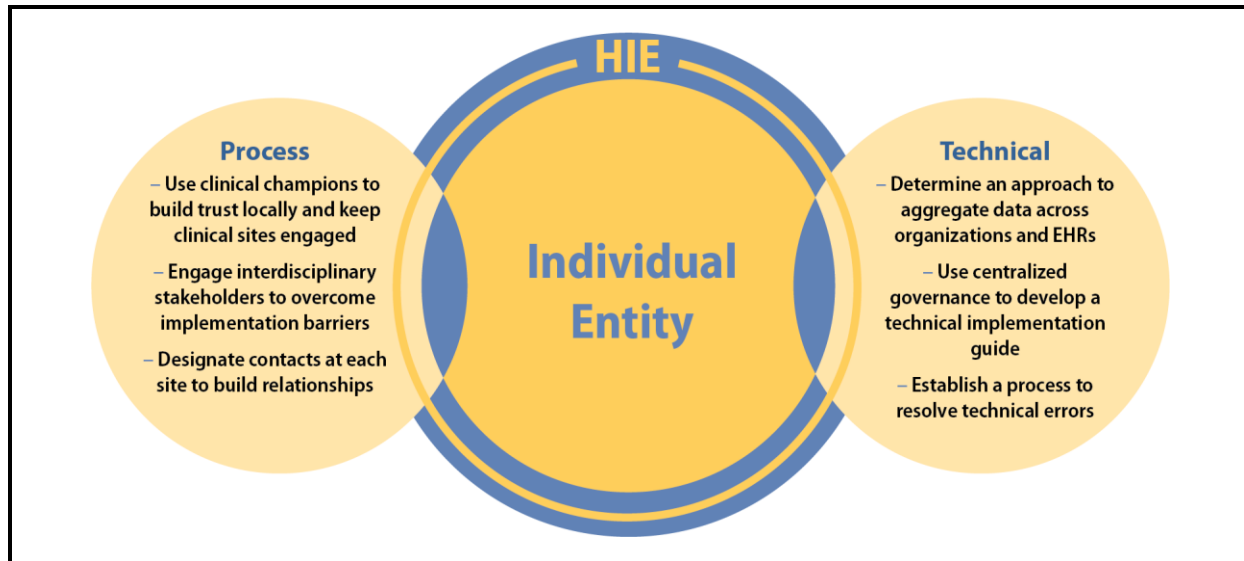 HIE
Process
– Use clinical champions to
build trust locally and keep
clinical sites engaged
– Engage interdisciplinary
stakeholders to overcome
implementation barriers
– Designate contacts at each
site to build relationships
Individual
Entity
Technical
– Determine an approach to
aggregate data across
organizations and EHRs
– Use centralized
governance to develop a
technical implementation
guide
– Establish a process to
resolve technical errors